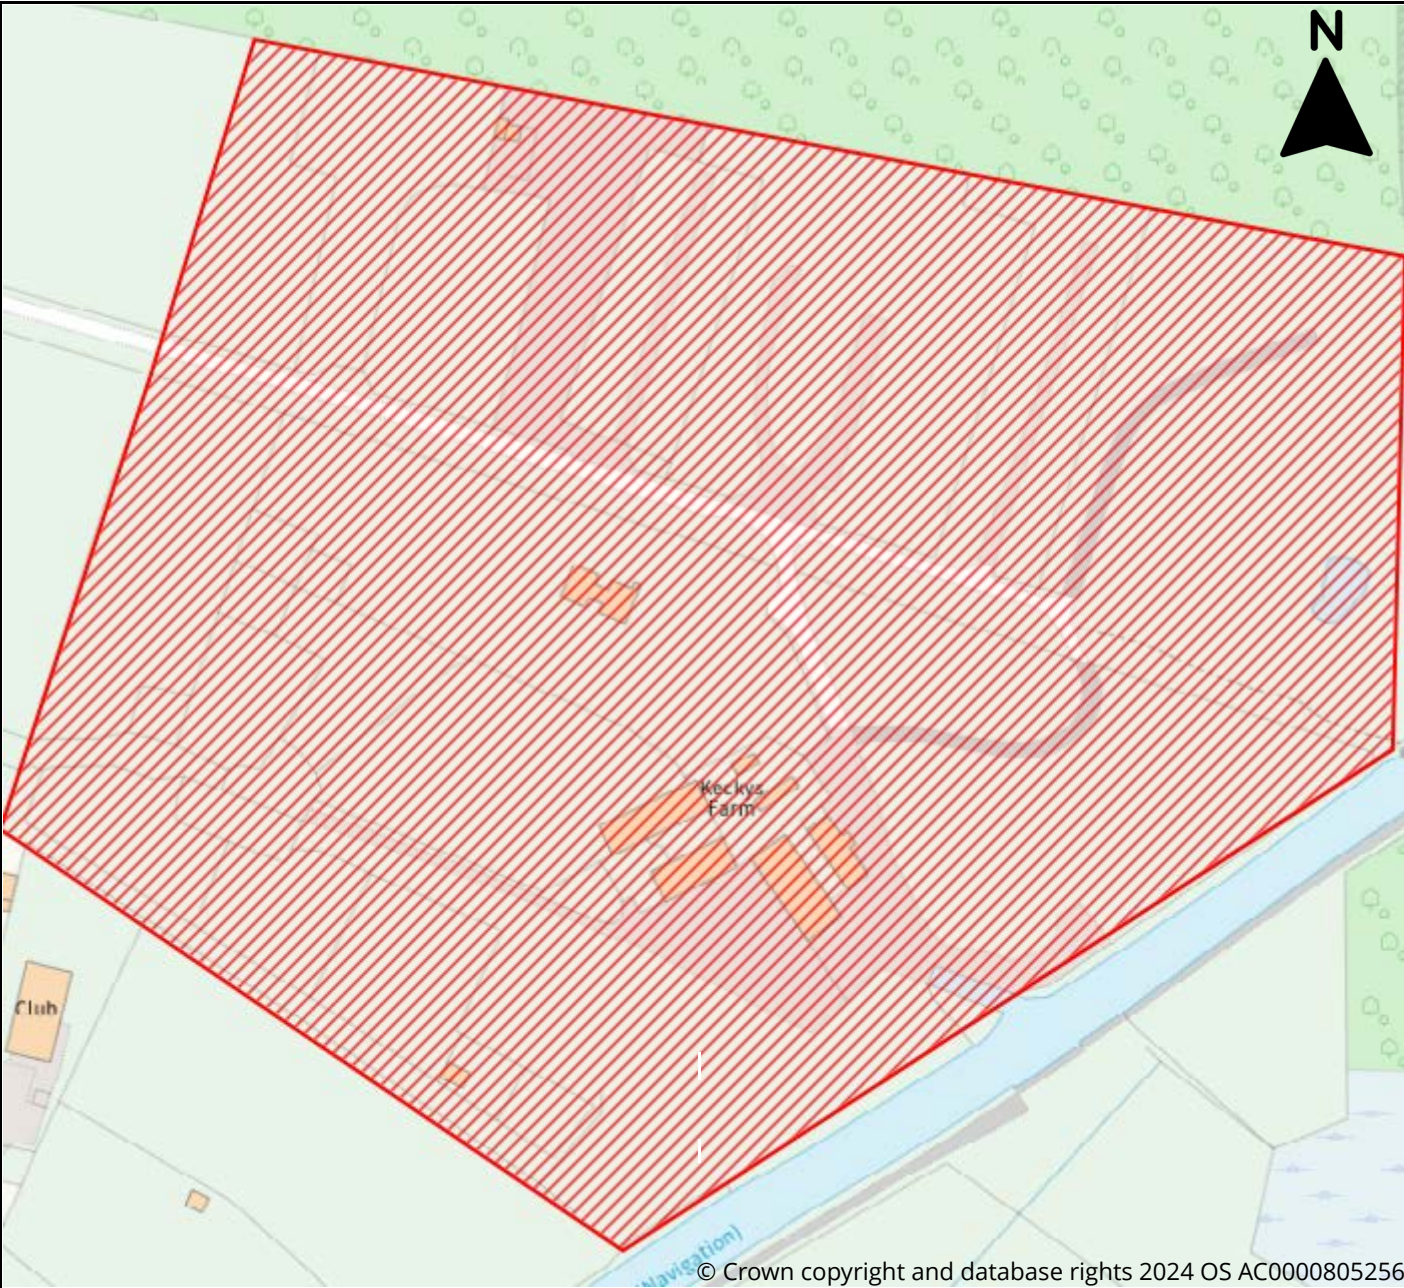 N
Keckys
Farm
Club
(Navigation)
© Crown copyright and database rights 2024 OS AC0000805256